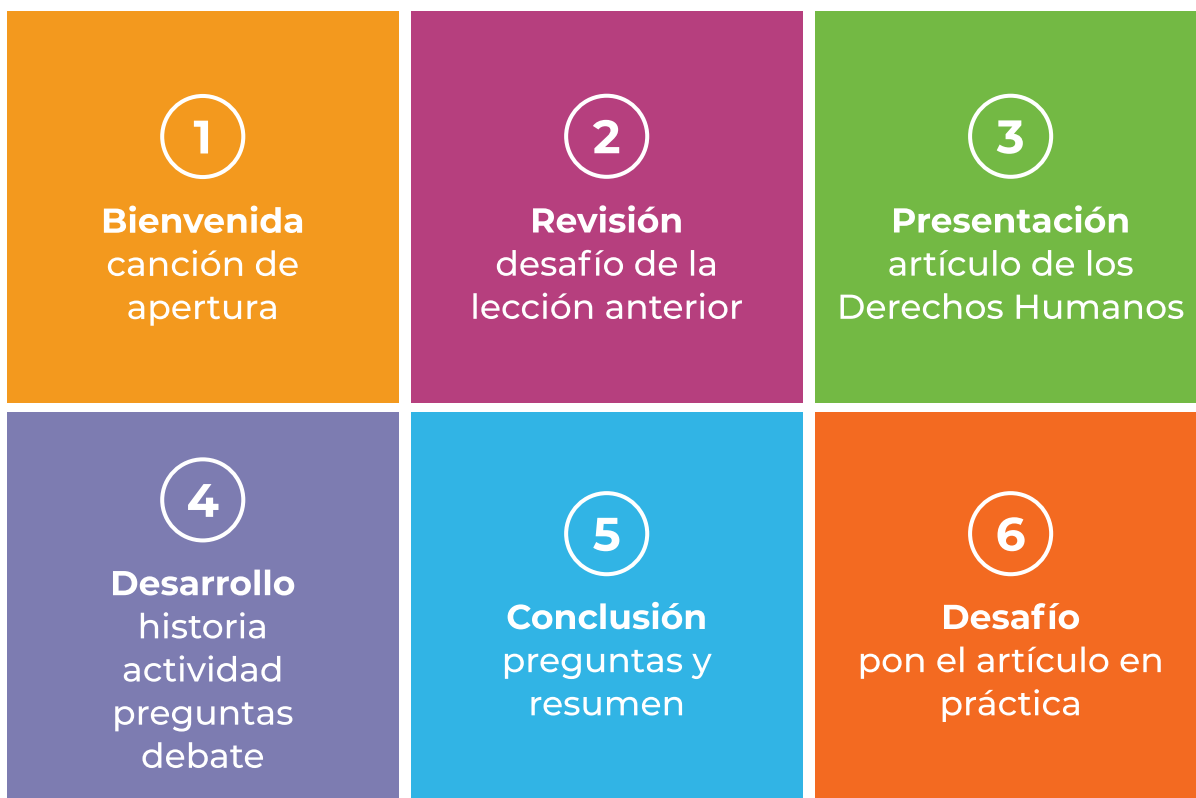 1
Bienvenida
canción de
apertura
2
Revisión
desafío de la
lección anterior
3
Presentación
artículo de los
Derechos Humanos
4
Desarrollo
historia
actividad
preguntas
debate
5
Conclusión
preguntas y
resumen
6
Desafío
pon el artículo en
práctica